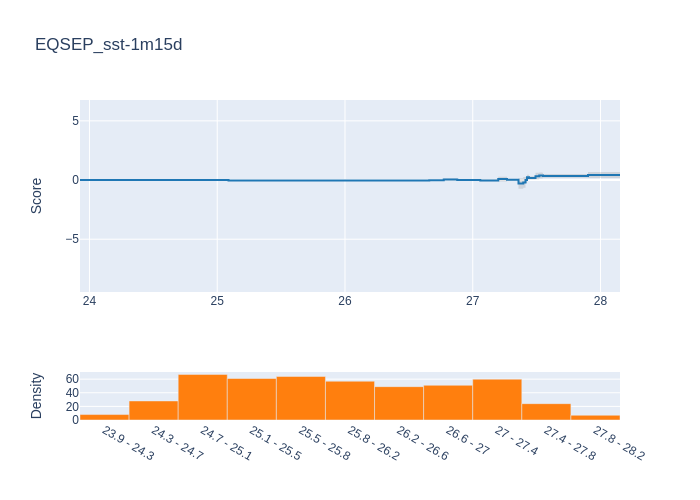 EQSEP_sst-1m15d
Score
5
0
−5
24 25 26 27 28
Density
60
40
20
0
23.9 - 24.3
24.3 - 24.7
24.7 - 25.1
25.1 - 25.5
25.5 - 25.8
25.8 - 26.2
26.2 - 26.6
26.6 - 27
27 - 27.4
27.4 - 27.8
27.8 - 28.2